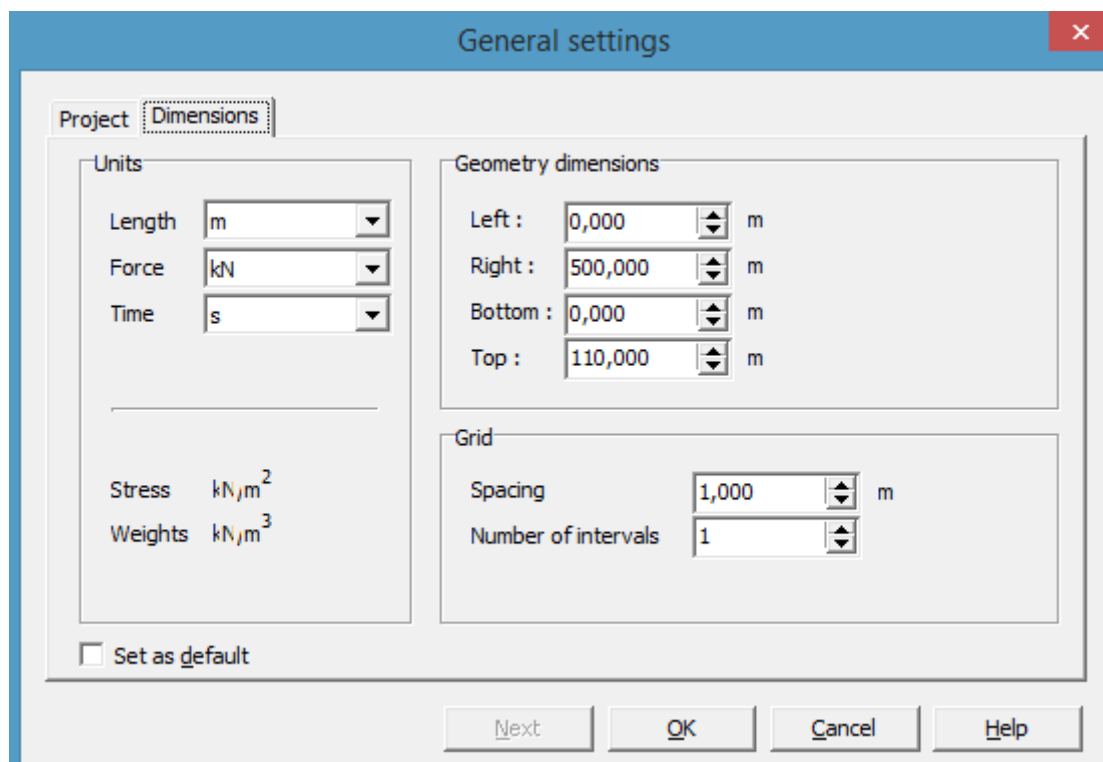 General settings
Project Dimensions
Units
Length m
Force kN
Time s
Stress kN/m²
Weights kN/m³
Geometry dimensions
Left : 0,000 m
Right : 500,000 m
Bottom : 0,000 m
Top : 110,000 m
Grid
Spacing 1,000 m
Number of intervals 1
Set as default
Next OK Cancel Help